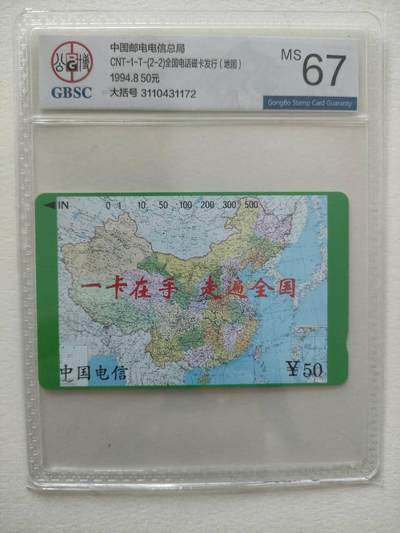 公博
GBSC
中国邮电电信总局
CNT-1-T-(2-2)全国电话磁卡发行(地图)
1994.8 50元
大括号 3110431172
MS 67
GongBo Stamp Card Guaranty
IN 0 1 10 50 100 200 300 500
一卡在手 走遍全国
中国电信
￥50